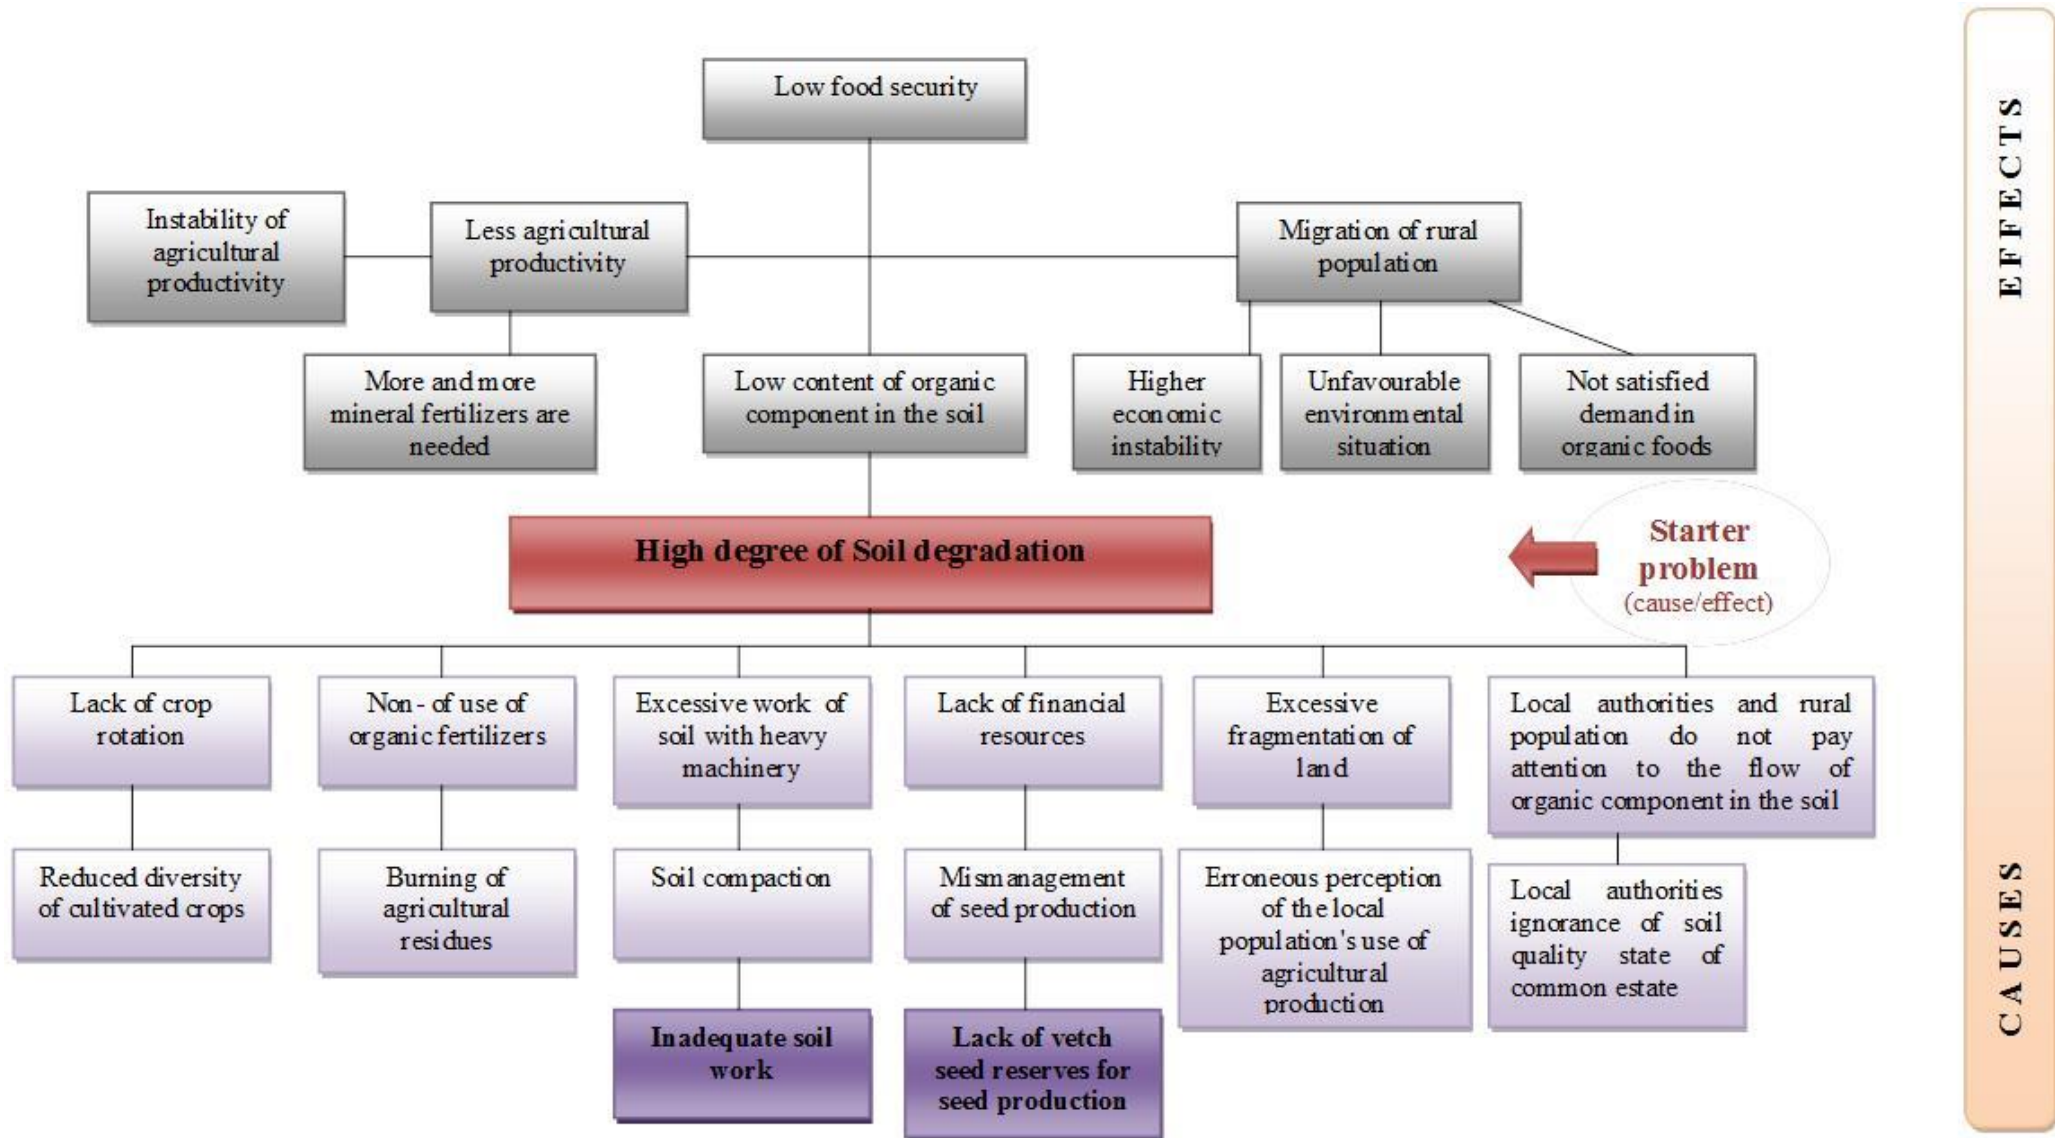 Low food security
Instability of
agricultural
productivity
Less agricultural
productivity
Migration of rural
population
More and more
mineral fertilizers are
needed
Low content of organic
component in the soil
Higher
economic
instability
Unfavourable
environmental
situation
Not satisfied
demand in
organic foods
High degree of Soil degradation
Starter
problem
(cause/effect)
Lack of crop
rotation
Non- of use of
organic fertilizers
Excessive work of
soil with heavy
machinery
Lack of financial
resources
Excessive
fragmentation of
land
Local authorities and rural
population do not pay
attention to the flow of
organic component in the soil
Reduced diversity
of cultivated crops
Burning of
agricultural
residues
Soil compaction
Mismanagement
of seed production
Erroneous perception
of the local
population's use of
agricultural
production
Local authorities
ignorance of soil
quality state of
common estate
Inadequate soil
work
Lack of vetch
seed reserves for
seed production
EFFECTS
CAUSES